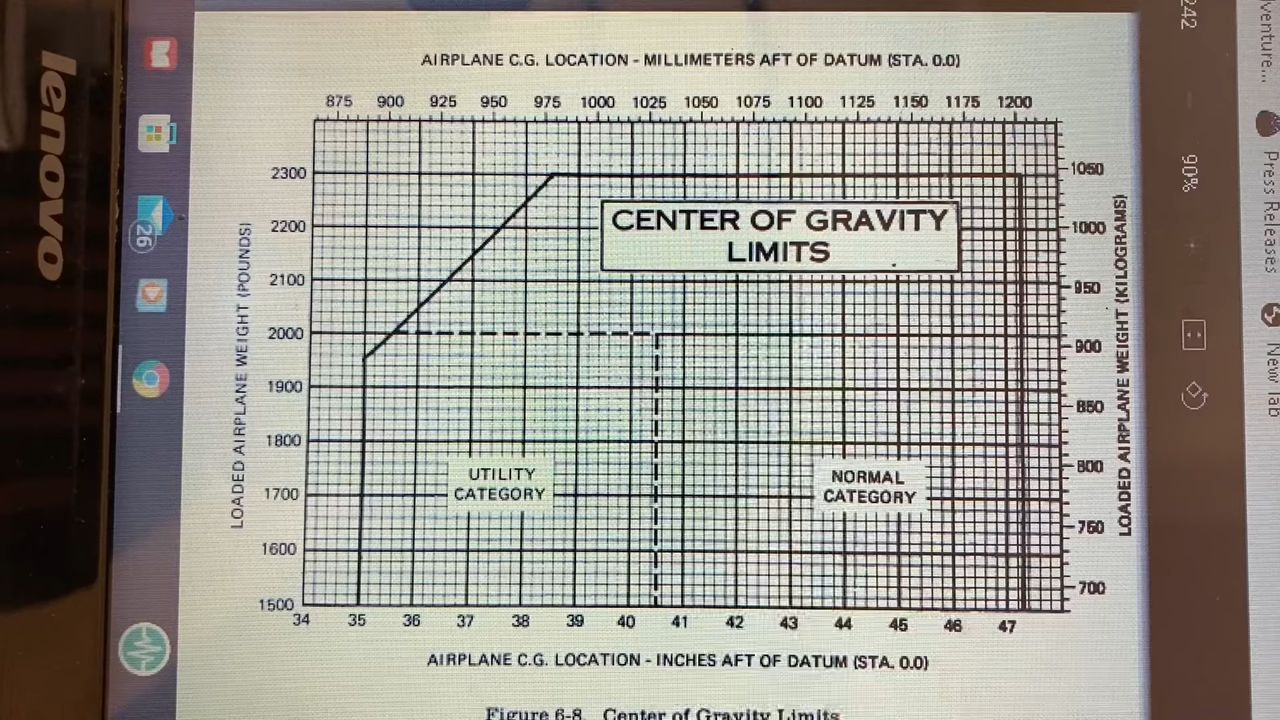 AIRPLANE C.G. LOCATION - MILLIMETERS AFT OF DATUM (STA. 0.0)
875 900 925 950 975 1000 1025 1050 1075 1100 1125 1150 1175 1200
LOADED AIRPLANE WEIGHT (POUNDS)
2300
2200
2100
2000
1900
1800
1700
1600
1500
CENTER OF GRAVITY
LIMITS
UTILITY
CATEGORY
NORMAL
CATEGORY
1050
1000
950
900
850
800
750
700
LOADED AIRPLANE WEIGHT (KILOGRAMS)
34 35 36 37 38 39 40 41 42 43 44 45 46 47
AIRPLANE C.G. LOCATION - INCHES AFT OF DATUM (STA. 0.0)
Figure 6-8. Center of Gravity Limits
lenovo
26
242
90%
venture...
Press Releases
New Tab